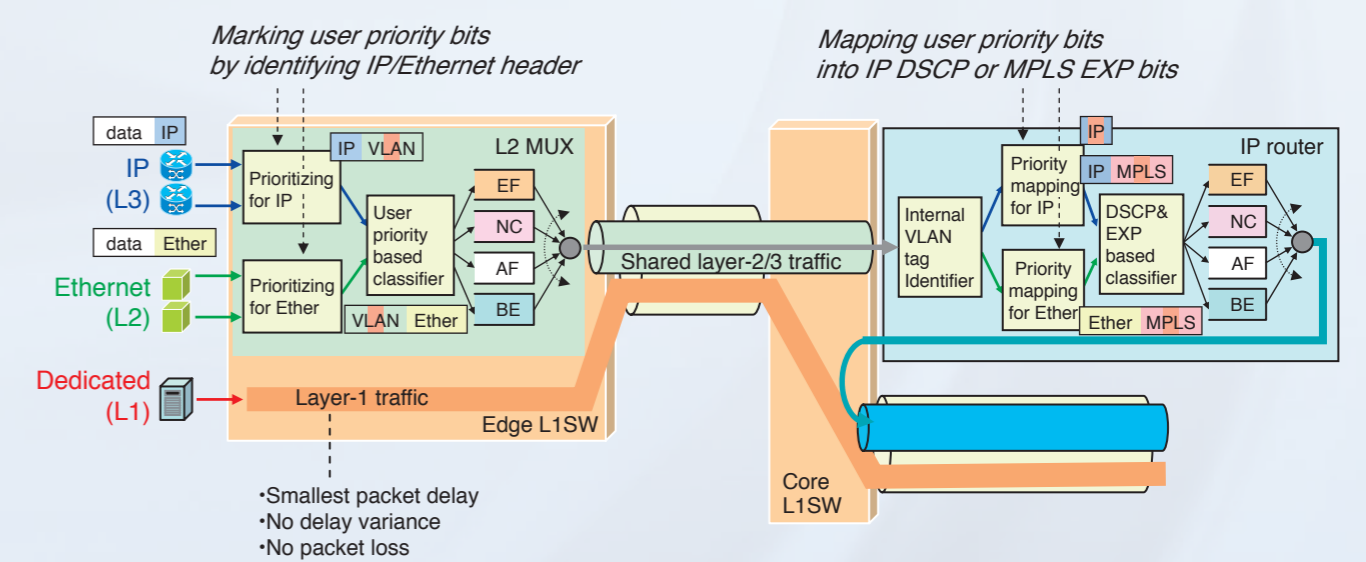 Marking user priority bits
by identifying IP/Ethernet header
Mapping user priority bits
into IP DSCP or MPLS EXP bits
data IP
IP
(L3)
data Ether
Ethernet
(L2)
Dedicated
(L1)
L2 MUX
IP VLAN
Prioritizing
for IP
Prioritizing
for Ether
VLAN Ether
User
priority
based
classifier
EF
NC
AF
BE
Layer-1 traffic
Edge L1SW
•Smallest packet delay
•No delay variance
•No packet loss
Shared layer-2/3 traffic
Core
L1SW
IP router
Internal
VLAN
tag
Identifier
IP
Priority
mapping
for IP
IP MPLS
Priority
mapping
for Ether
Ether MPLS
DSCP&
EXP
based
classifier
EF
NC
AF
BE